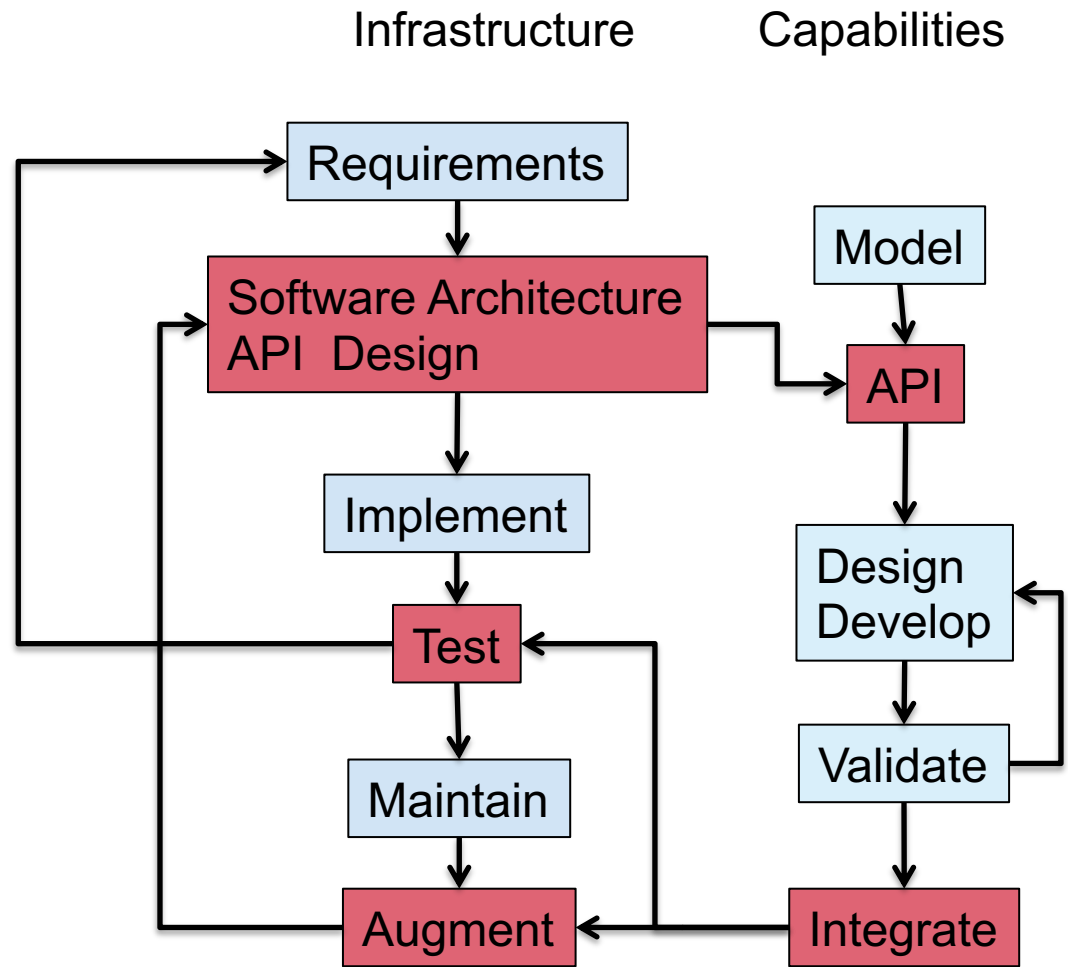 Infrastructure
Capabilities
Requirements
Model
Software Architecture
API Design
API
Implement
Design
Develop
Test
Validate
Maintain
Augment
Integrate